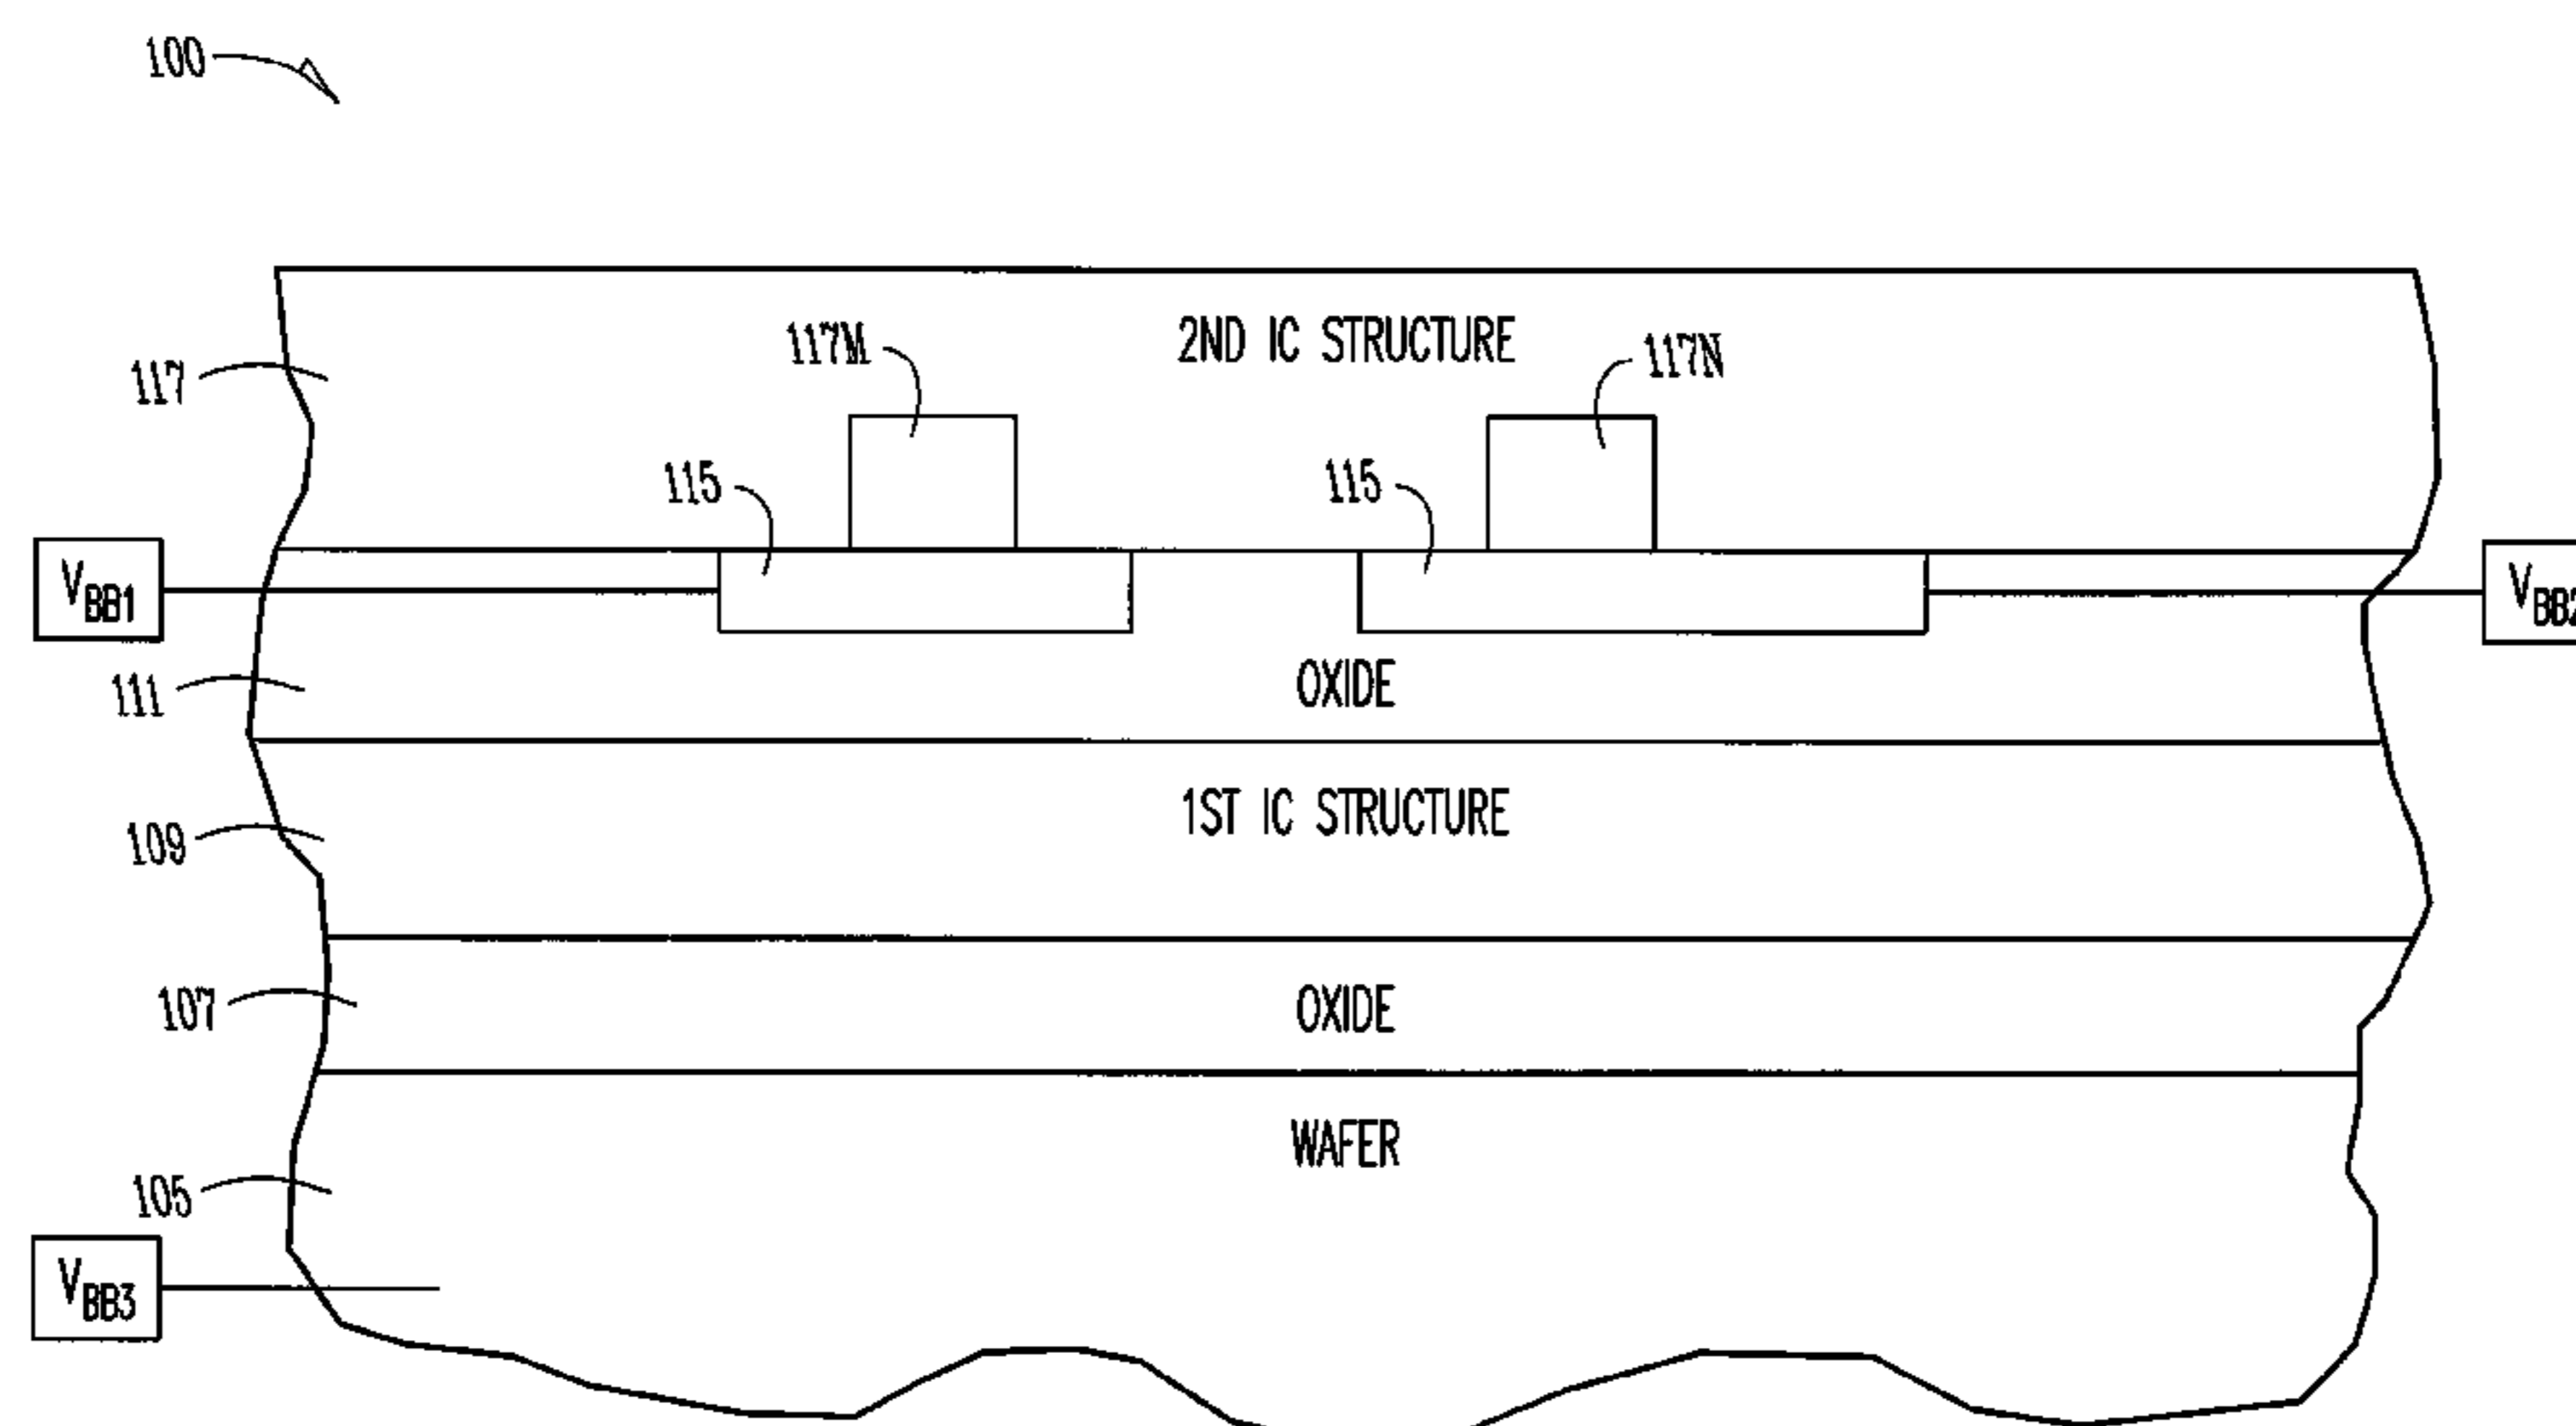 100
2ND IC STRUCTURE
117M
117N
117
115
115
VBB1
VBB2
OXIDE
111
1ST IC STRUCTURE
109
OXIDE
107
WAFER
105
VBB3